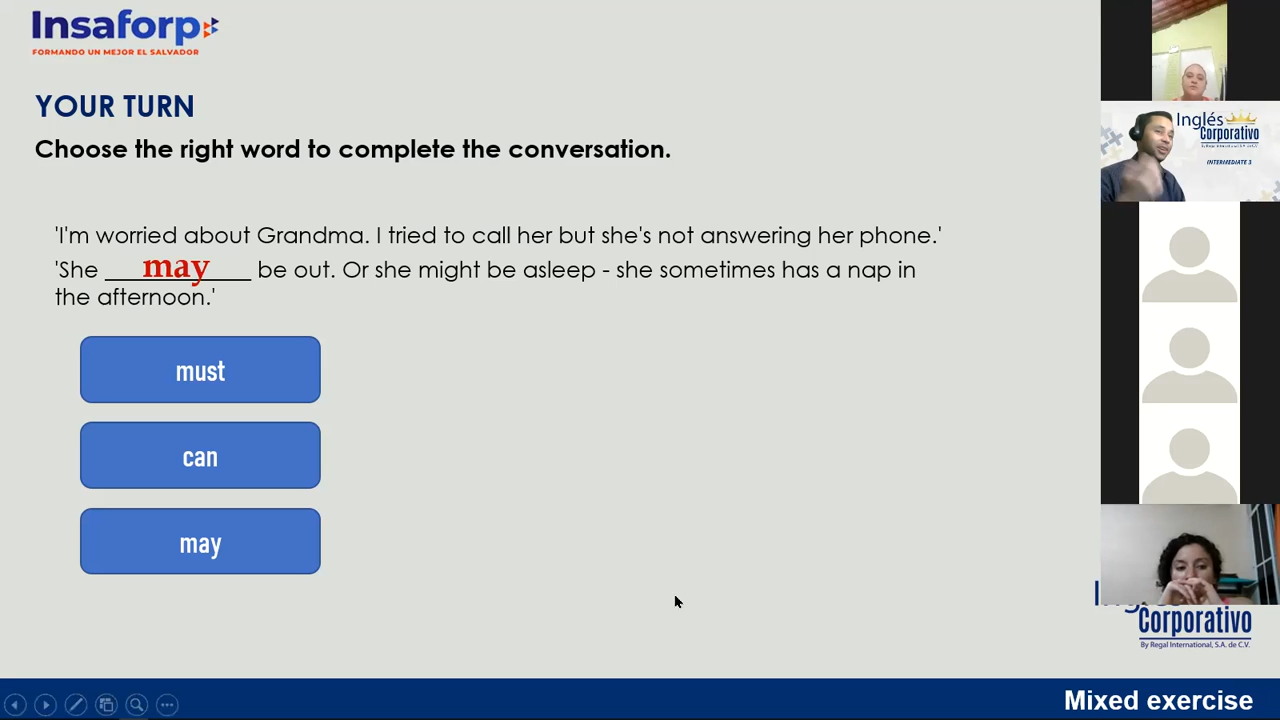 Insaforp
FORMANDO UN MEJOR EL SALVADOR
YOUR TURN
Choose the right word to complete the conversation.
'I'm worried about Grandma. I tried to call her but she's not answering her phone.'
'She may be out. Or she might be asleep - she sometimes has a nap in
the afternoon.'
must
can
may
Inglés
Corporativo
INTERMEDIATE 3
Corporativo
By Regal International, S.A. de C.V.
Mixed exercise